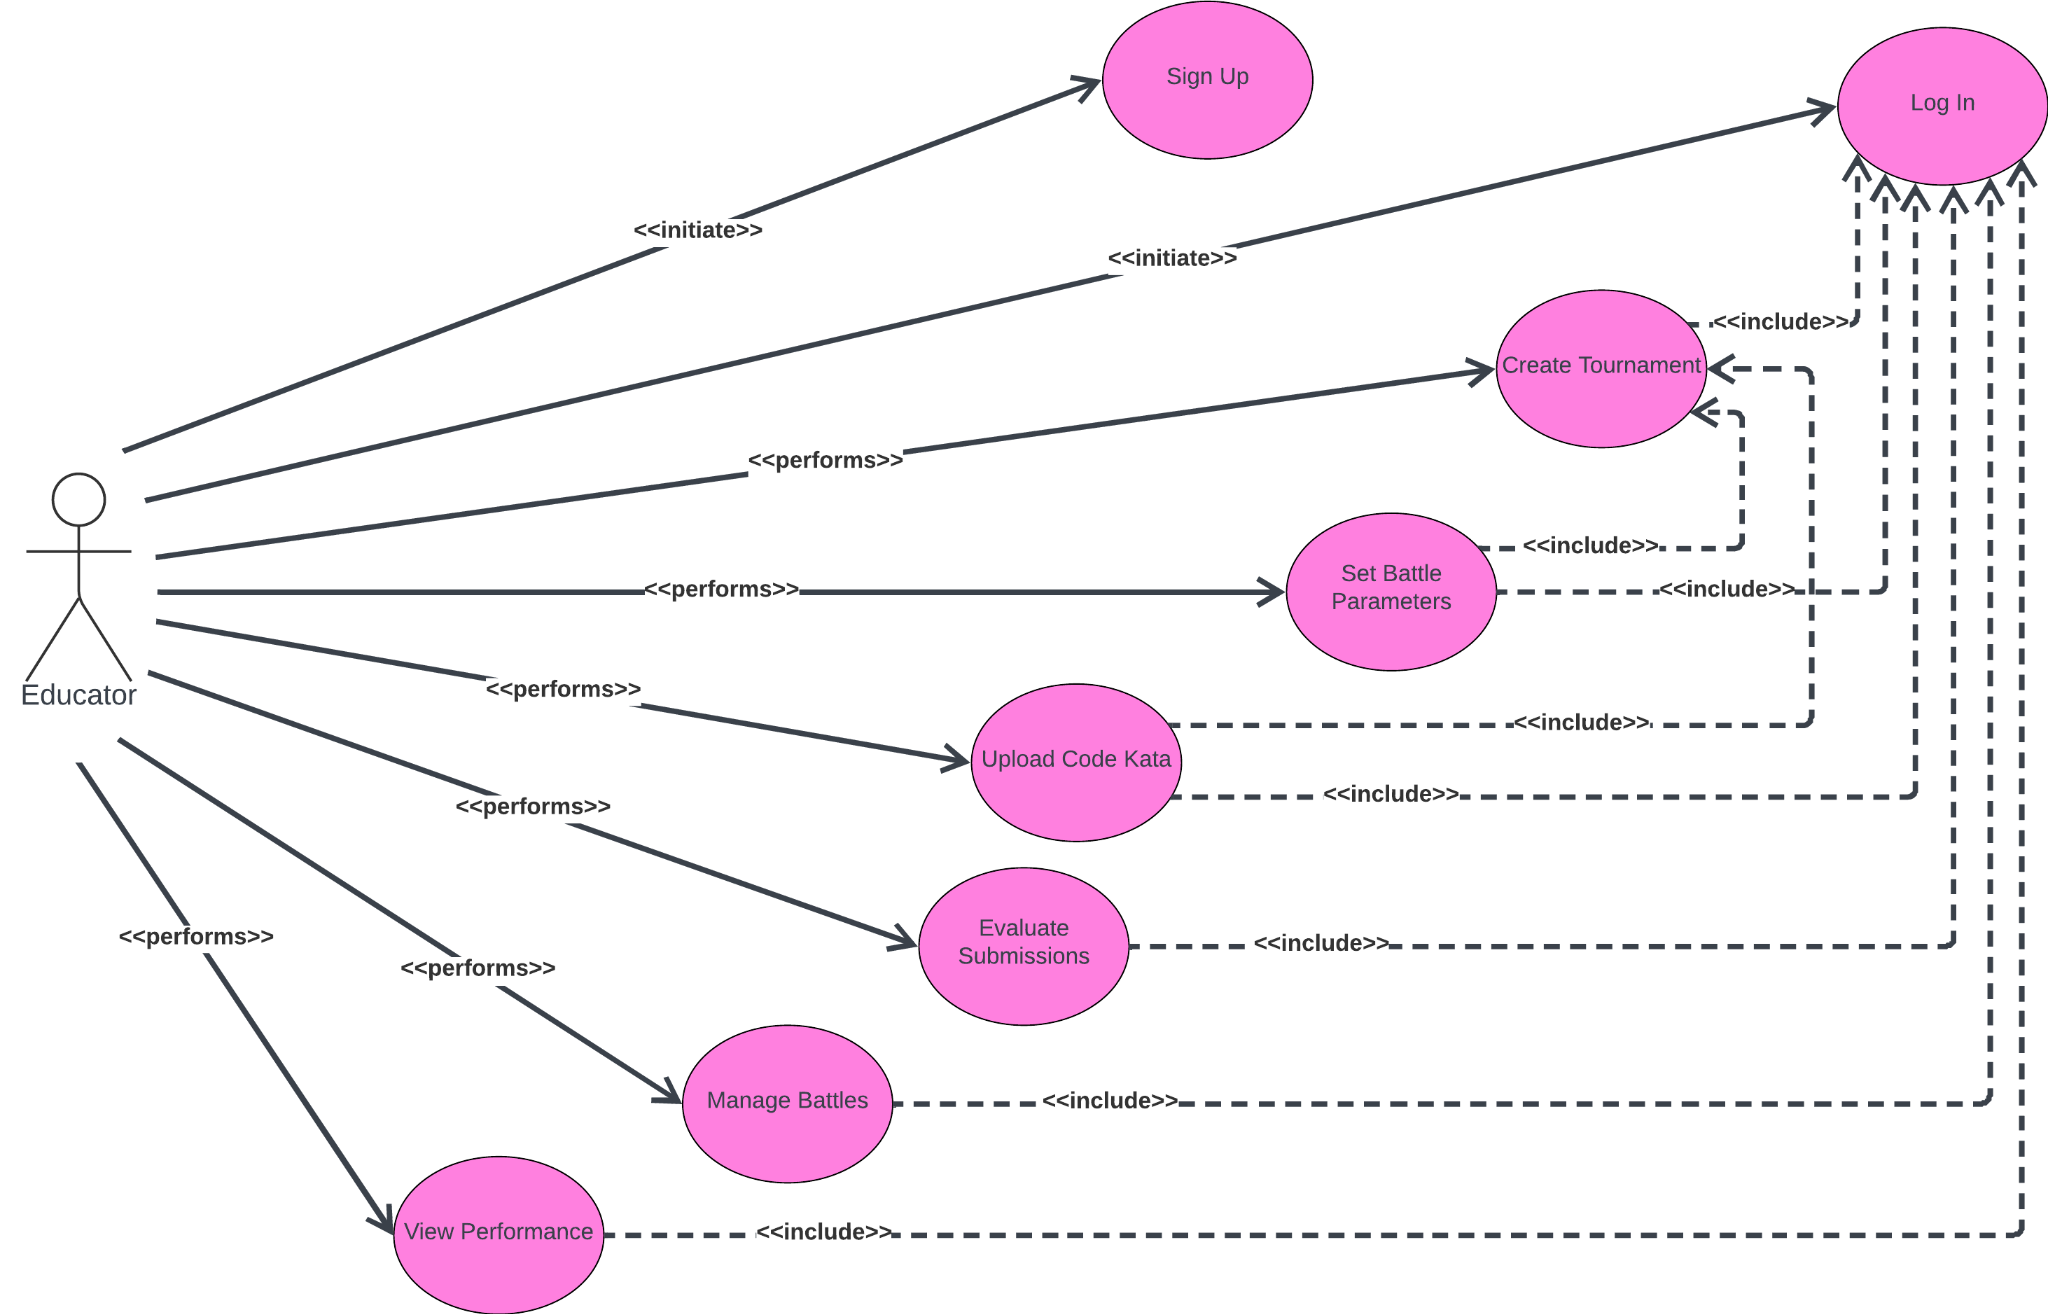 Sign Up
Log In
<<initiate>>
<<initiate>>
<<include>>
Create Tournament
<<performs>>
<<include>>
Set Battle
Parameters
<<performs>>
<<include>>
Educator
<<performs>>
<<include>>
Upload Code Kata
<<include>>
<<performs>>
Evaluate
Submissions
<<include>>
<<performs>>
<<performs>>
Manage Battles
<<include>>
View Performance
<<include>>